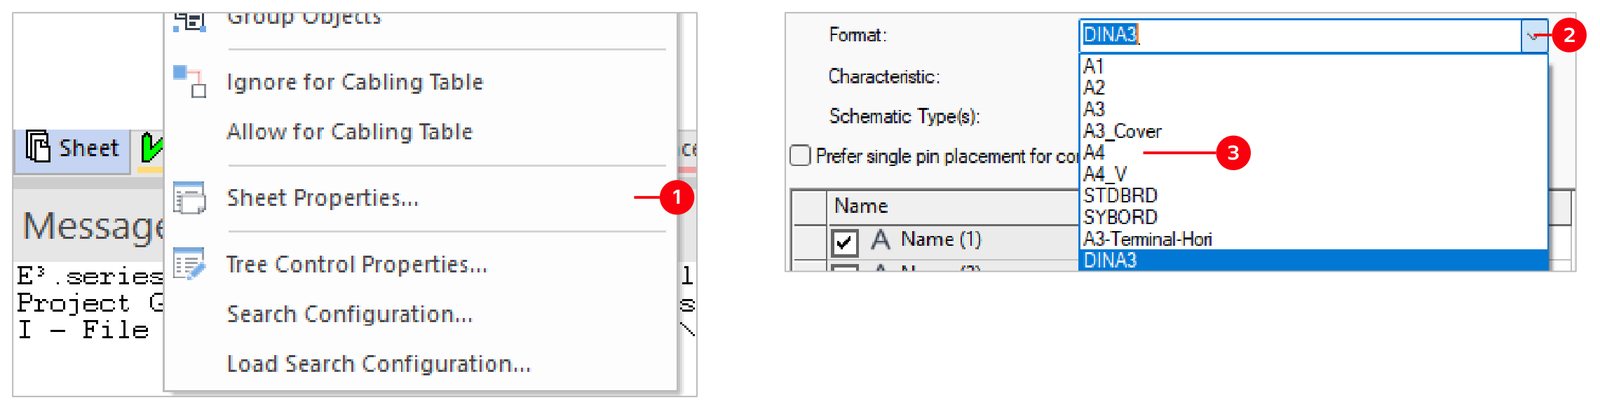 Group Objects
Ignore for Cabling Table
Allow for Cabling Table
Sheet
Sheet Properties...
1
Message
Tree Control Properties...
E³.series
Project G
Search Configuration...
I - File
\
Load Search Configuration...
Format:
DINA3
2
A1
Characteristic:
A2
A3
Schematic Type(s):
A3_Cover
Prefer single pin placement for co
A4
3
A4_V
STDBRD
Name
SYBORD
Name (1)
A3-Terminal-Hori
DINA3